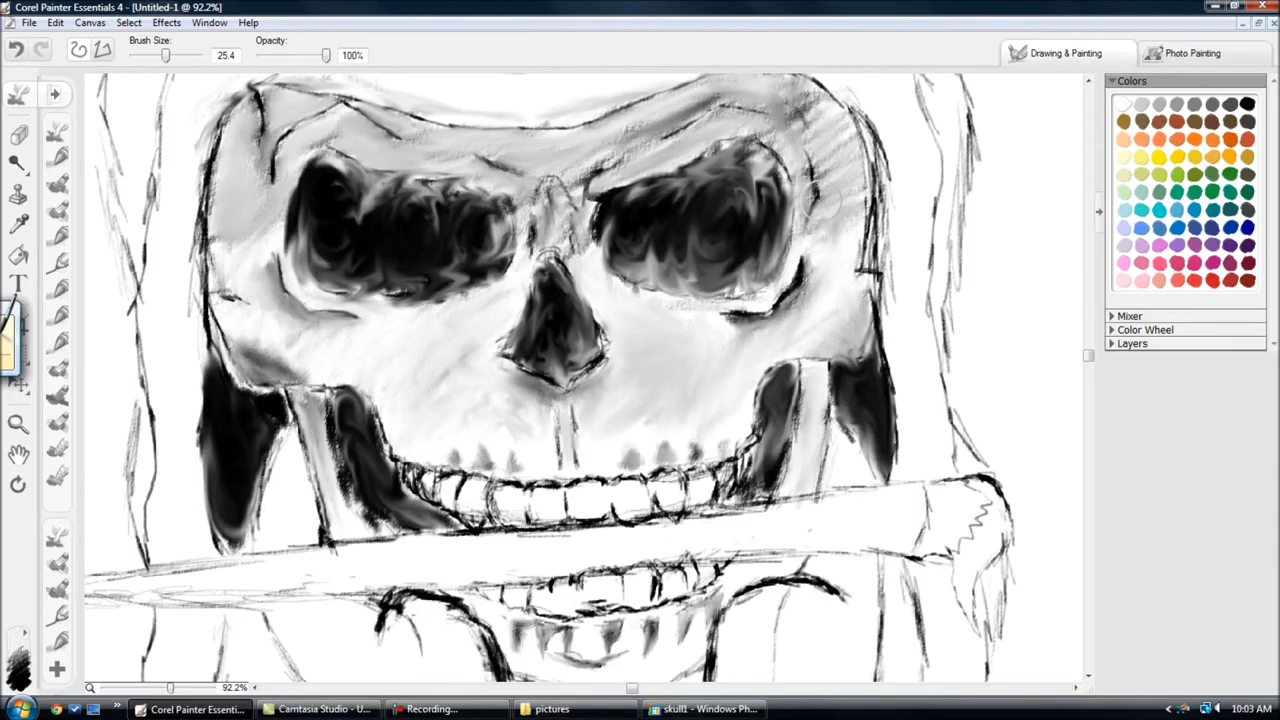 Corel Painter Essentials 4 - [Untitled-1 @ 92.2%]
File Edit Canvas Select Effects Window Help
Brush Size: 25.4 Opacity: 100%
Drawing & Painting Photo Painting
Colors
Mixer
Color Wheel
Layers
92.2%
Corel Painter Essenti... Camtasia Studio - U... Recording... pictures skull1 - Windows Ph... 10:03 AM